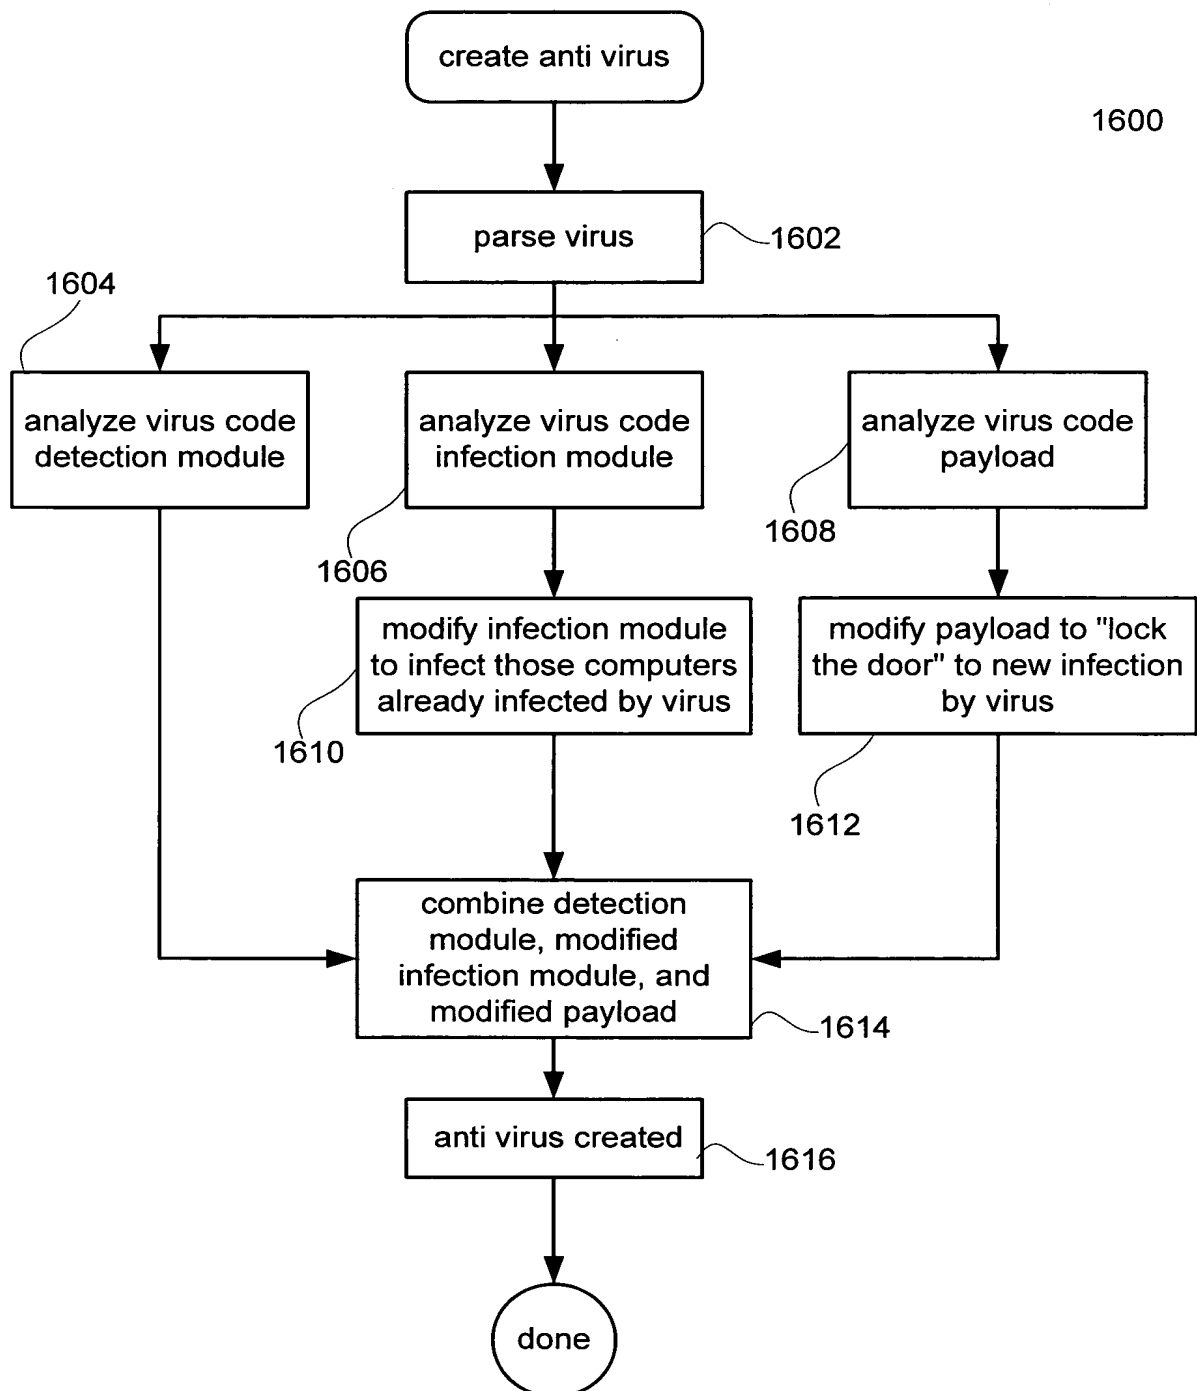 create anti virus
1600
parse virus
1602
1604
analyze virus code
detection module
analyze virus code
infection module
analyze virus code
payload
1606
1608
modify infection module
to infect those computers
already infected by virus
modify payload to "lock
the door" to new infection
by virus
1610
1612
combine detection
module, modified
infection module, and
modified payload
1614
anti virus created
1616
done